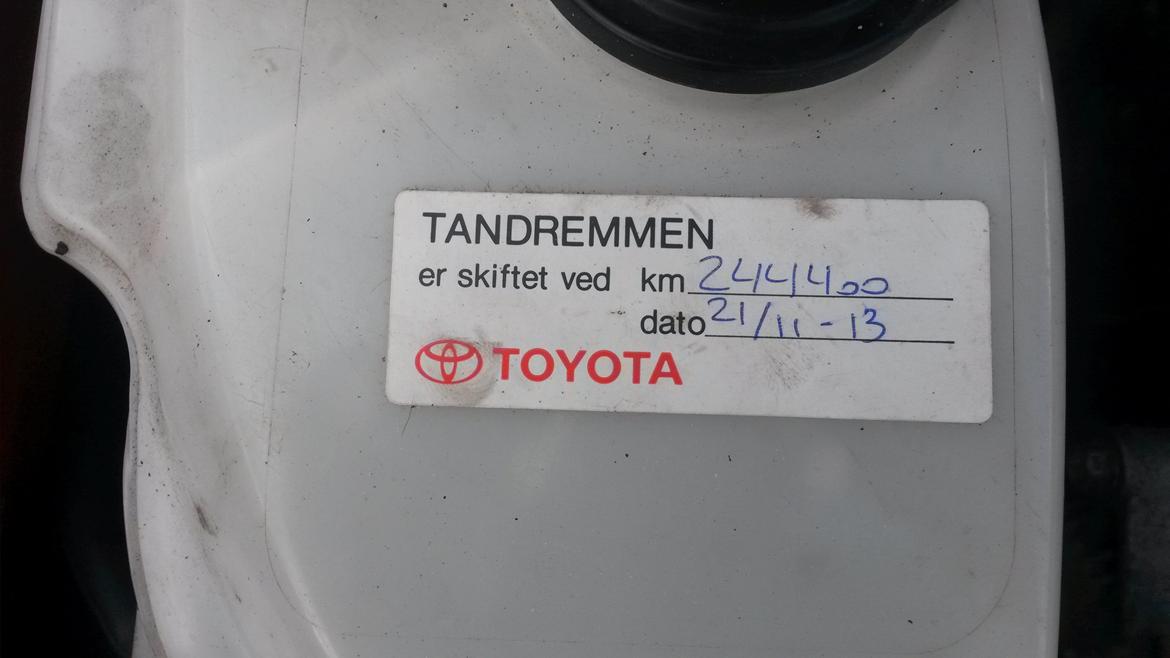 TANDREMMEN
er skiftet ved km 244400
dato 21/11-13
TOYOTA